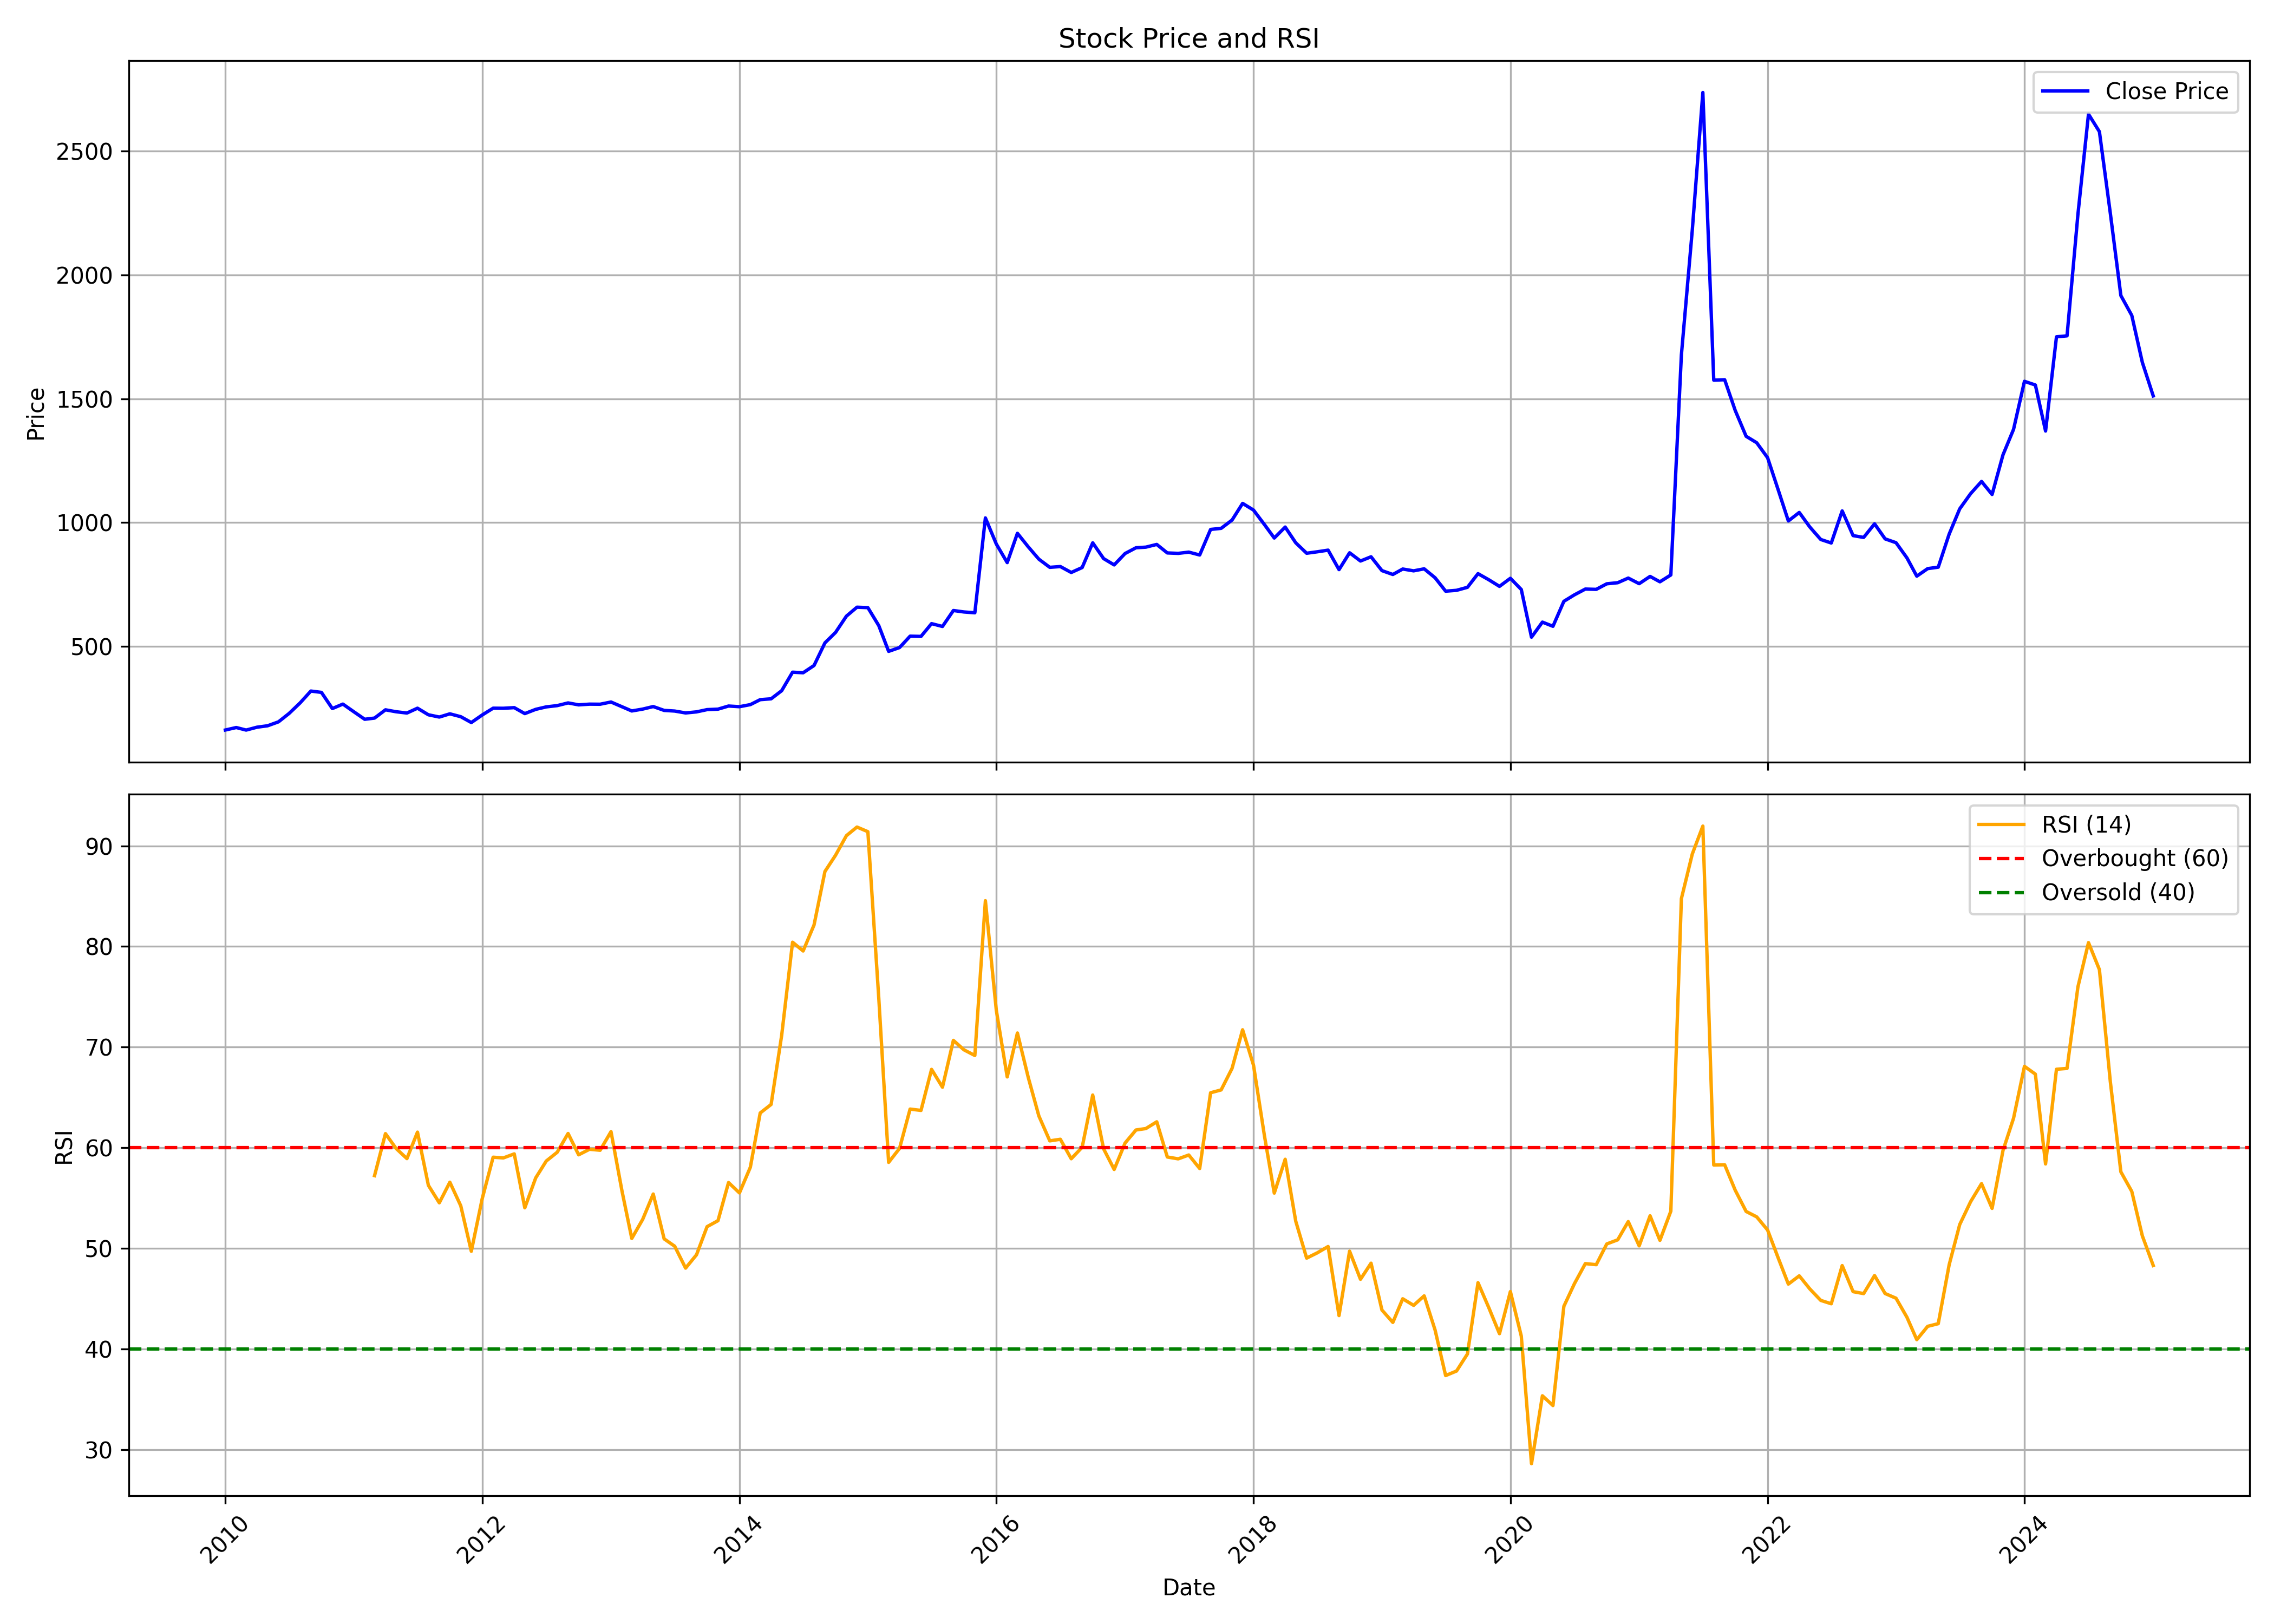 Stock Price and RSI
Close Price
Price
2500
2000
1500
1000
500
RSI (14)
Overbought (60)
Oversold (40)
RSI
90
80
70
60
50
40
30
2010
2012
2014
2016
2018
2020
2022
2024
Date